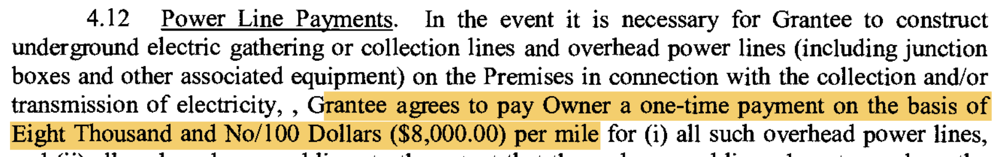 4.12 Power Line Payments. In the event it is necessary for Grantee to construct
underground electric gathering or collection lines and overhead power lines (including junction
boxes and other associated equipment) on the Premises in connection with the collection and/or
transmission of electricity, , Grantee agrees to pay Owner a one-time payment on the basis of
Eight Thousand and No/100 Dollars ($8,000.00) per mile for (i) all such overhead power lines,